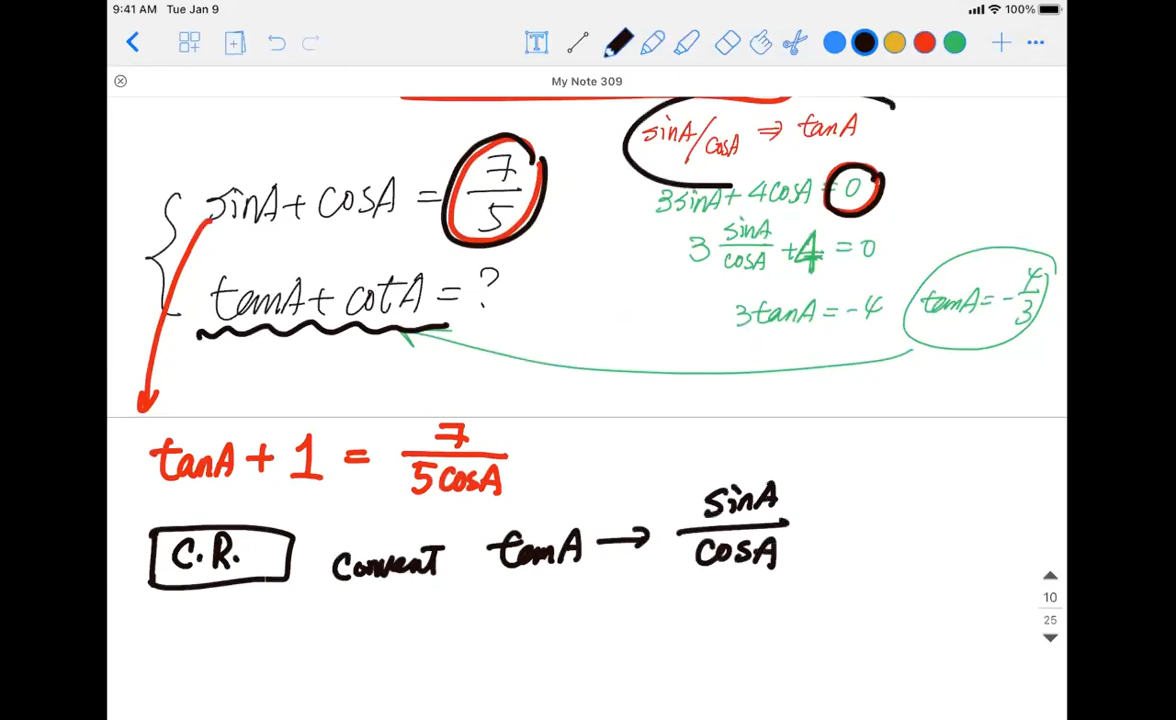 9:41 AM Tue Jan 9
100%
My Note 309
sinA/cosA ⇒ tanA
sinA + cosA = 7/5
3sinA + 4cosA = 0
3 sinA/cosA + 4 = 0
tanA + cotA = ?
3tanA = -4
tanA = -4/3
tanA + 1 = 7/5cosA
C.R. convert tanA → sinA/cosA
10
25